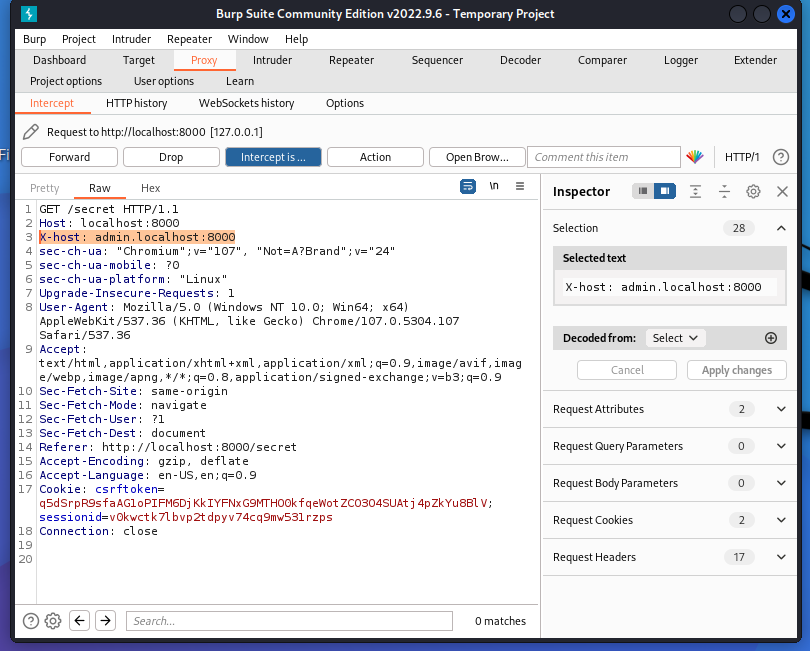 Burp Suite Community Edition v2022.9.6 - Temporary Project
Burp Project Intruder Repeater Window Help
Dashboard Target Proxy Intruder Repeater Sequencer Decoder Comparer Logger Extender
Project options User options Learn
Intercept HTTP history WebSockets history Options
Request to http://localhost:8000 [127.0.0.1]
Fi
Forward Drop Intercept is ... Action Open Brow... Comment this item HTTP/1 ?
Pretty Raw Hex \n
Inspector
1 GET /secret HTTP/1.1
2 Host: localhost:8000
3 X-host: admin.localhost:8000
4 sec-ch-ua: "Chromium";v="107", "Not=A?Brand";v="24"
5 sec-ch-ua-mobile: ?0
6 sec-ch-ua-platform: "Linux"
7 Upgrade-Insecure-Requests: 1
8 User-Agent: Mozilla/5.0 (Windows NT 10.0; Win64; x64)
AppleWebKit/537.36 (KHTML, like Gecko) Chrome/107.0.5304.107
Safari/537.36
9 Accept:
text/html,application/xhtml+xml,application/xml;q=0.9,image/avif,imag
e/webp,image/apng,*/*;q=0.8,application/signed-exchange;v=b3;q=0.9
10 Sec-Fetch-Site: same-origin
11 Sec-Fetch-Mode: navigate
12 Sec-Fetch-User: ?1
13 Sec-Fetch-Dest: document
14 Referer: http://localhost:8000/secret
15 Accept-Encoding: gzip, deflate
16 Accept-Language: en-US,en;q=0.9
17 Cookie: csrftoken=
q5dSrpR9sfaAG1oPIFM6DjKkIYFNxG9MTHO0kfqeWotZCO3O4SUAtj4pZkYu8BlV;
sessionid=v0kwctk7lbvp2tdpyv74cq9mw531rzps
18 Connection: close
19
20
Selection 28
Selected text
X-host: admin.localhost:8000
Decoded from: Select
Cancel Apply changes
Request Attributes 2
Request Query Parameters 0
Request Body Parameters 0
Request Cookies 2
Request Headers 17
? Search... 0 matches